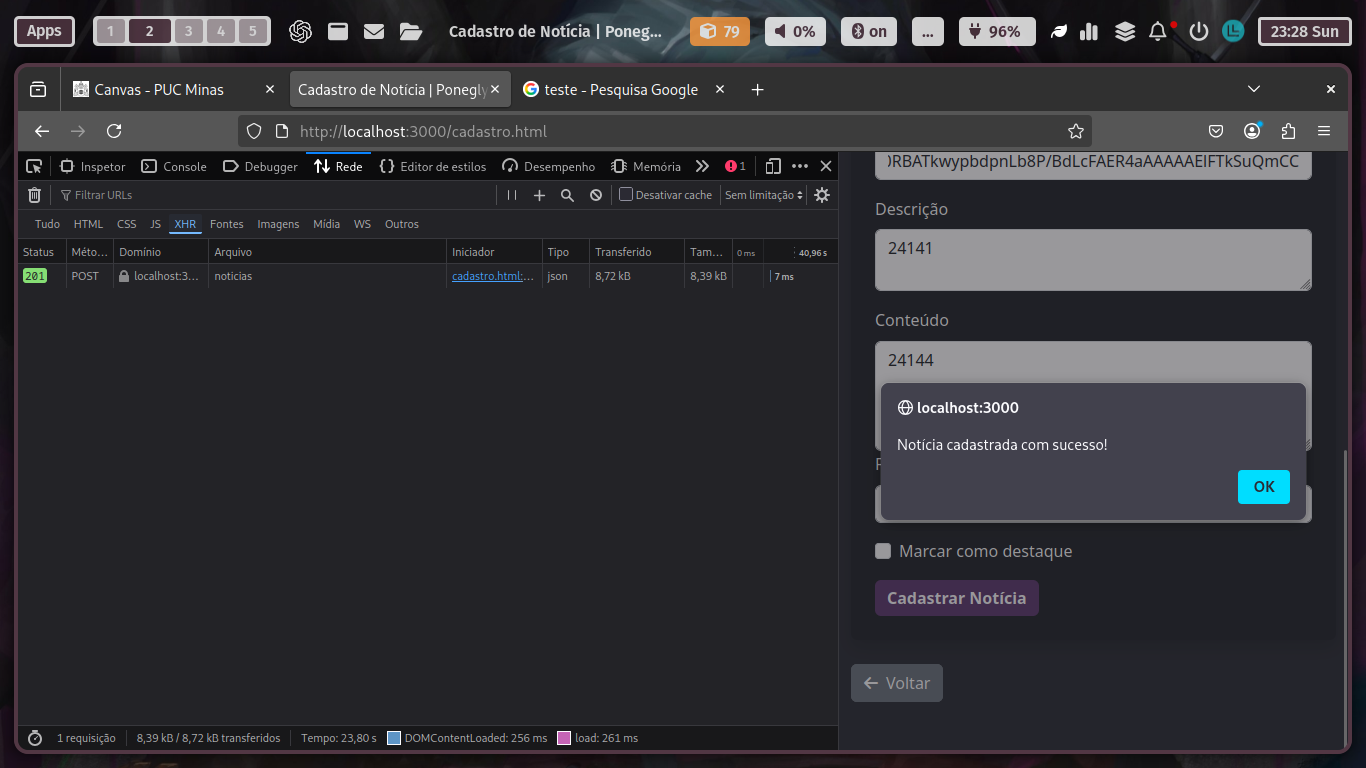 Apps 1 2 3 4 5 Cadastro de Notícia | Poneg... 79 0% on ... 96% 23:28 Sun
Canvas - PUC Minas Cadastro de Notícia | Ponegly teste - Pesquisa Google
http://localhost:3000/cadastro.html
Inspetor Console Debugger Rede Editor de estilos Desempenho Memória 1
Filtrar URLs Desativar cache Sem limitação
Tudo HTML CSS JS XHR Fontes Imagens Mídia WS Outros
Status Méto... Domínio Arquivo Iniciador Tipo Transferido Tam... 0 ms 40,96 s
201 POST localhost:3... noticias cadastro.html:... json 8,72 kB 8,39 kB 7 ms
1 requisição 8,39 kB / 8,72 kB transferidos Tempo: 23,80 s DOMContentLoaded: 256 ms load: 261 ms
RBATkwypbdpnLb8P/BdLcFAER4aAAAAAElFTkSuQmCC
Descrição
24141
Conteúdo
24144
localhost:3000
Notícia cadastrada com sucesso!
OK
Marcar como destaque
Cadastrar Notícia
Voltar